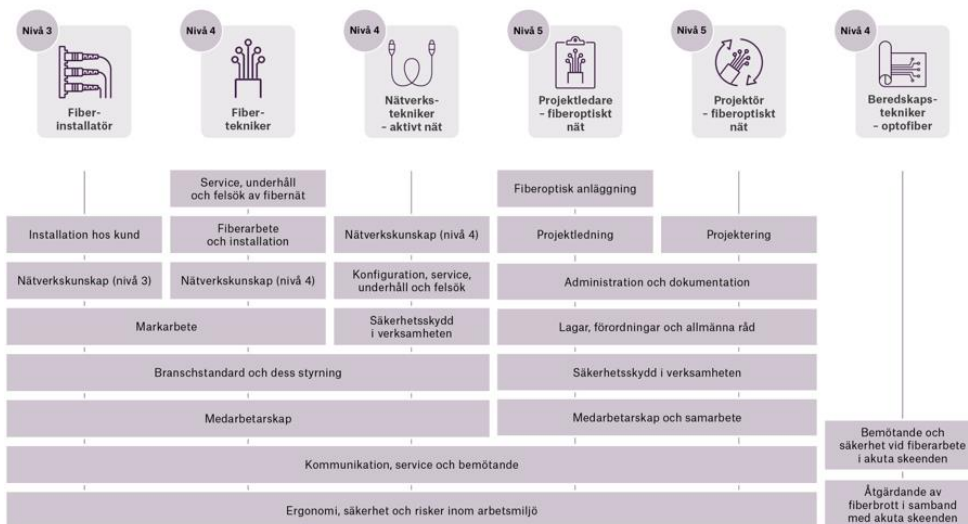 Nivå 3
Nivå 4
Nivå 4
Nivå 5
Nivå 5
Nivå 4
Fiber-
installatör
Fiber-
tekniker
Nätverks-
tekniker
– aktivt nät
Projektledare
– fiberoptiskt
nät
Projektör
– fiberoptiskt
nät
Beredskaps-
tekniker
– optofiber
Service, underhåll
och felsök av fibernät
Fiberoptisk anläggning
Installation hos kund
Fiberarbete
och installation
Nätverkskunskap (nivå 4)
Projektledning
Projektering
Nätverkskunskap (nivå 3)
Nätverkskunskap (nivå 4)
Konfiguration, service,
underhåll och felsök
Administration och dokumentation
Markarbete
Säkerhetsskydd
i verksamheten
Lagar, förordningar och allmänna råd
Branschstandard och dess styrning
Säkerhetsskydd i verksamheten
Medarbetarskap
Medarbetarskap och samarbete
Bemötande och
säkerhet vid fiberarbete
i akuta skeenden
Kommunikation, service och bemötande
Ergonomi, säkerhet och risker inom arbetsmiljö
Åtgärdande av
fiberbrott i samband
med akuta skeenden